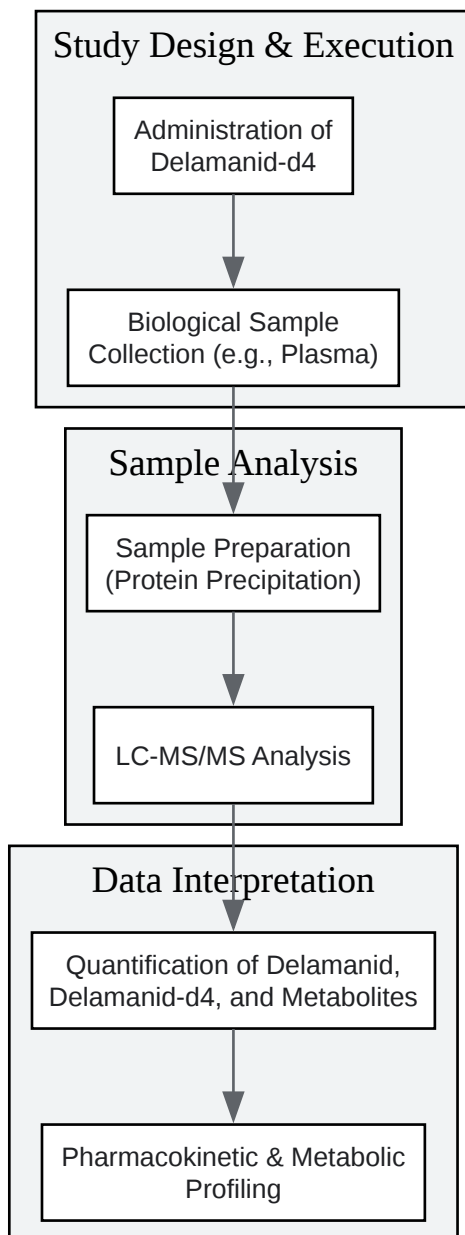 Study Design & Execution
Administration of
Delamanid-d4
Biological Sample
Collection (e.g., Plasma)
Sample Analysis
Sample Preparation
(Protein Precipitation)
LC-MS/MS Analysis
Data Interpretation
Quantification of Delamanid,
Delamanid-d4, and Metabolites
Pharmacokinetic & Metabolic
Profiling